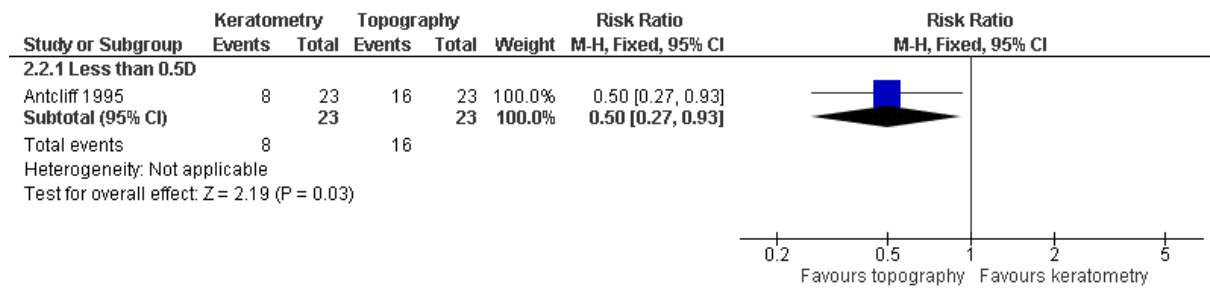 Keratometry Topography Risk Ratio Risk Ratio
Study or Subgroup Events Total Events Total Weight M-H, Fixed, 95% CI M-H, Fixed, 95% CI
2.2.1 Less than 0.5D
Antcliff 1995 8 23 16 23 100.0% 0.50 [0.27, 0.93]
Subtotal (95% CI) 23 23 100.0% 0.50 [0.27, 0.93]
Total events 8 16
Heterogeneity: Not applicable
Test for overall effect: Z = 2.19 (P = 0.03)
0.2 0.5 1 2 5
Favours topography Favours keratometry